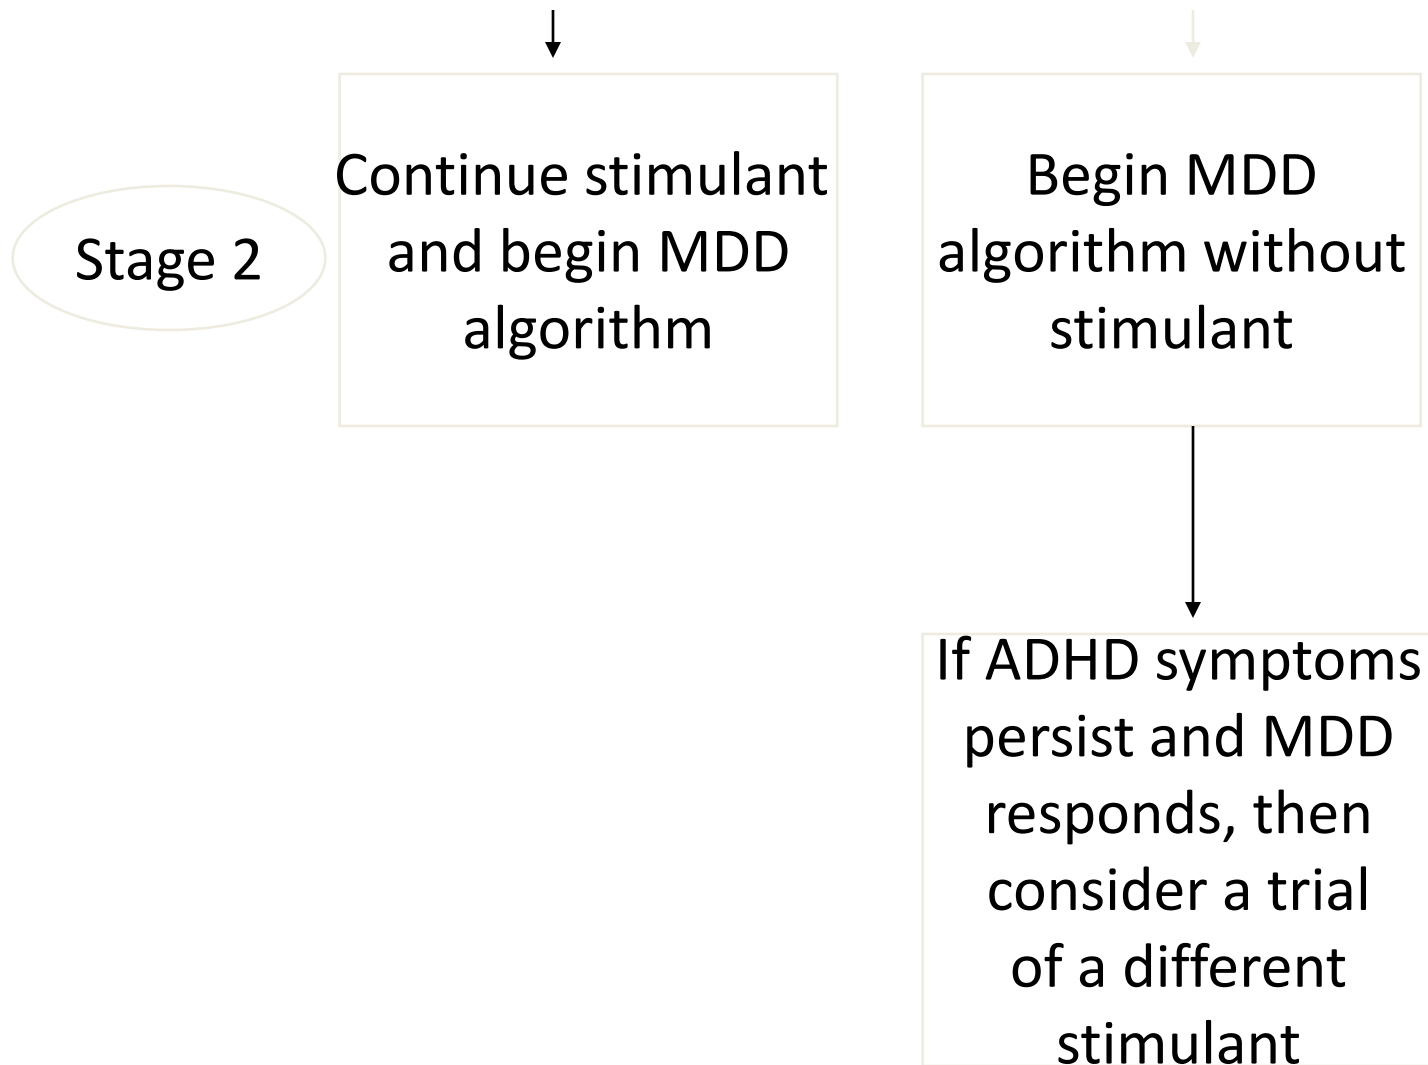 Stage 2
Continue stimulant
and begin MDD
algorithm
Begin MDD
algorithm without
stimulant
If ADHD symptoms
persist and MDD
responds, then
consider a trial
of a different
stimulant